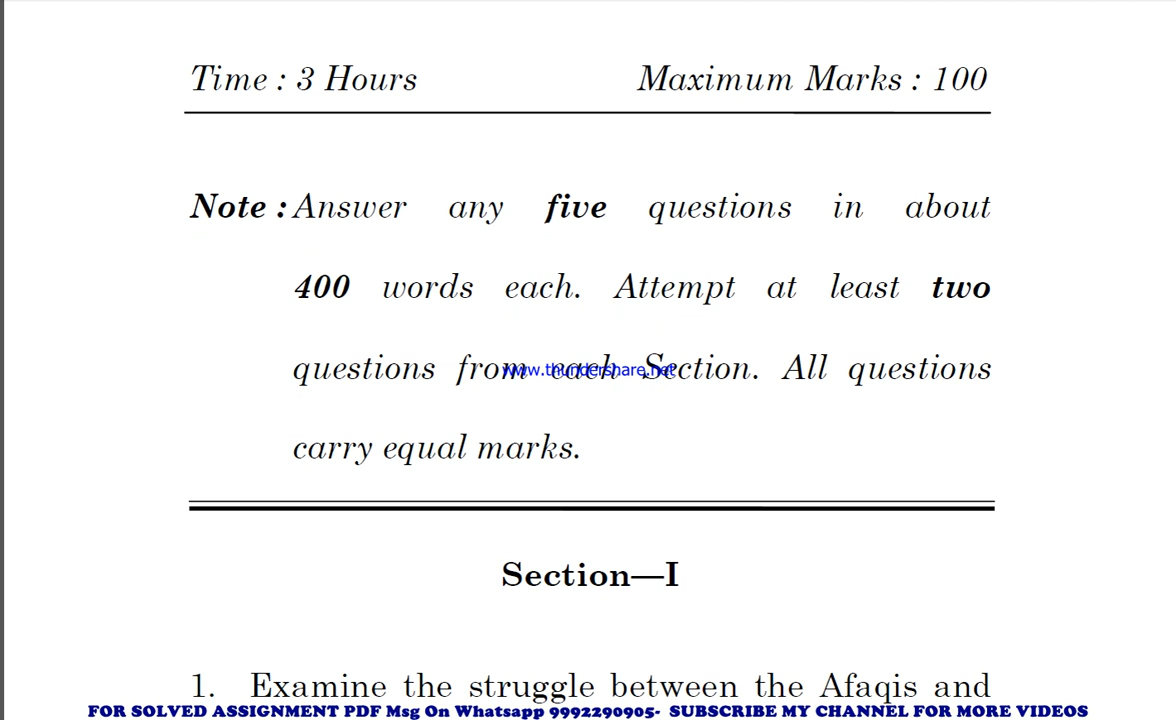 Time : 3 Hours Maximum Marks : 100
Note : Answer any five questions in about
400 words each. Attempt at least two
questions from each Section. All questions
www.thundershare.net
carry equal marks.
Section—I
1. Examine the struggle between the Afaqis and
FOR SOLVED ASSIGNMENT PDF Msg On Whatsapp 9992290905- SUBSCRIBE MY CHANNEL FOR MORE VIDEOS